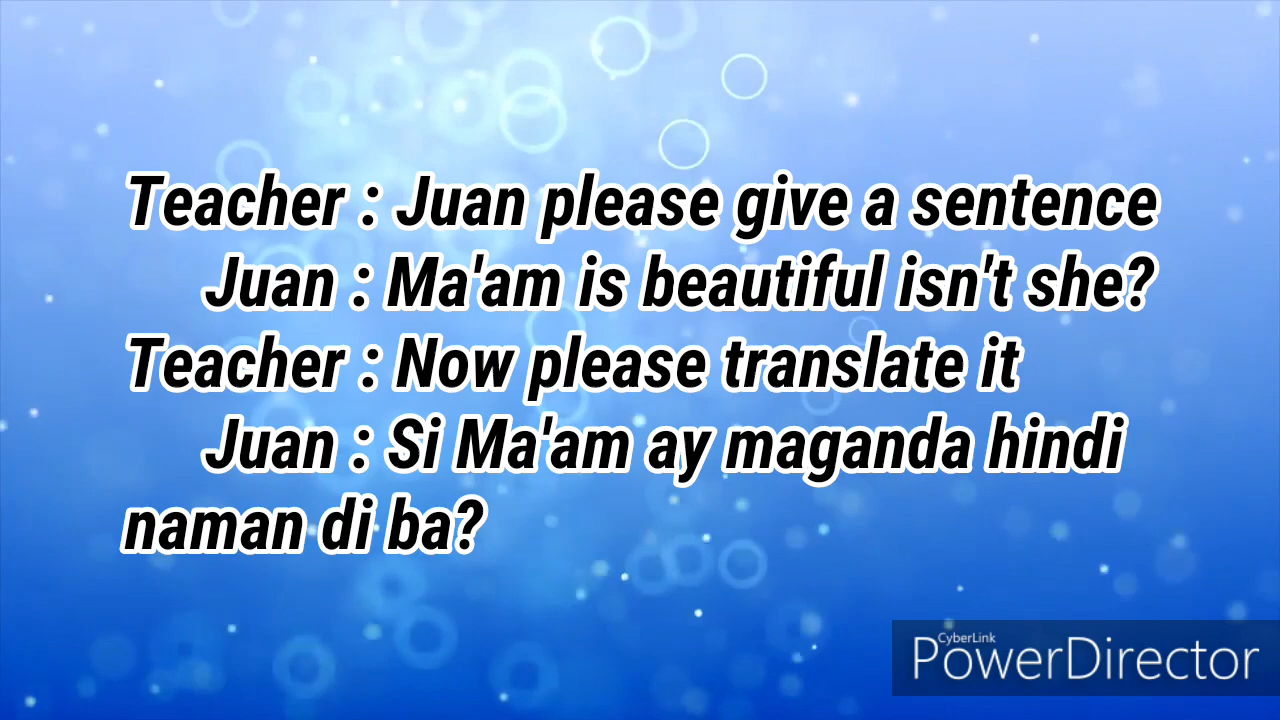 Teacher : Juan please give a sentence
Juan : Ma'am is beautiful isn't she?
Teacher : Now please translate it
Juan : Si Ma'am ay maganda hindi
naman di ba?
CyberLink
PowerDirector